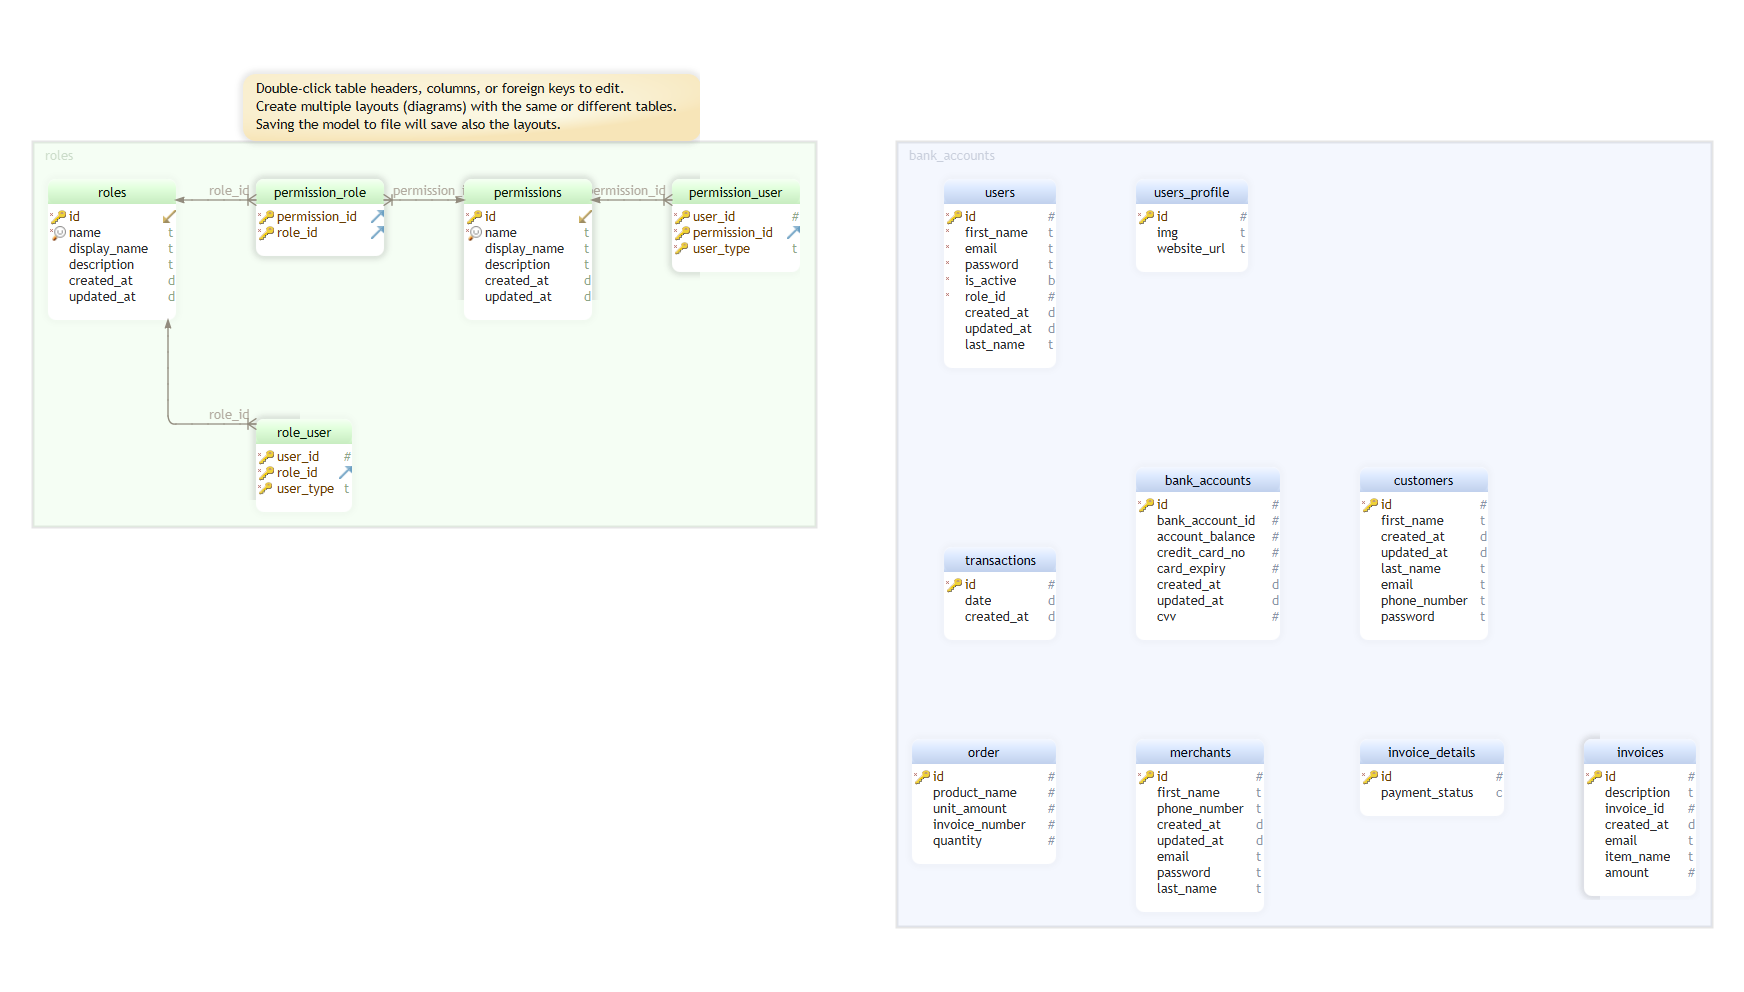 Double-click table headers, columns, or foreign keys to edit.
Create multiple layouts (diagrams) with the same or different tables.
Saving the model to file will save also the layouts.
roles
roles
id
name t
display_name t
description t
created_at d
updated_at d
role_id
permission_role
permission_id
role_id
permission_i
permissions
id
name t
display_name t
description t
created_at d
updated_at d
ermission_id
permission_user
user_id #
permission_id
user_type t
role_id
role_user
user_id #
role_id
user_type t
bank_accounts
users
id #
first_name t
email t
password t
is_active b
role_id #
created_at d
updated_at d
last_name t
users_profile
id #
img t
website_url t
transactions
id #
date d
created_at d
bank_accounts
id #
bank_account_id #
account_balance #
credit_card_no #
card_expiry #
created_at d
updated_at d
cvv #
customers
id #
first_name t
created_at d
updated_at d
last_name t
email t
phone_number t
password t
order
id #
product_name #
unit_amount #
invoice_number #
quantity #
merchants
id #
first_name t
phone_number t
created_at d
updated_at d
email t
password t
last_name t
invoice_details
id #
payment_status c
invoices
id #
description t
invoice_id #
created_at d
email t
item_name t
amount #